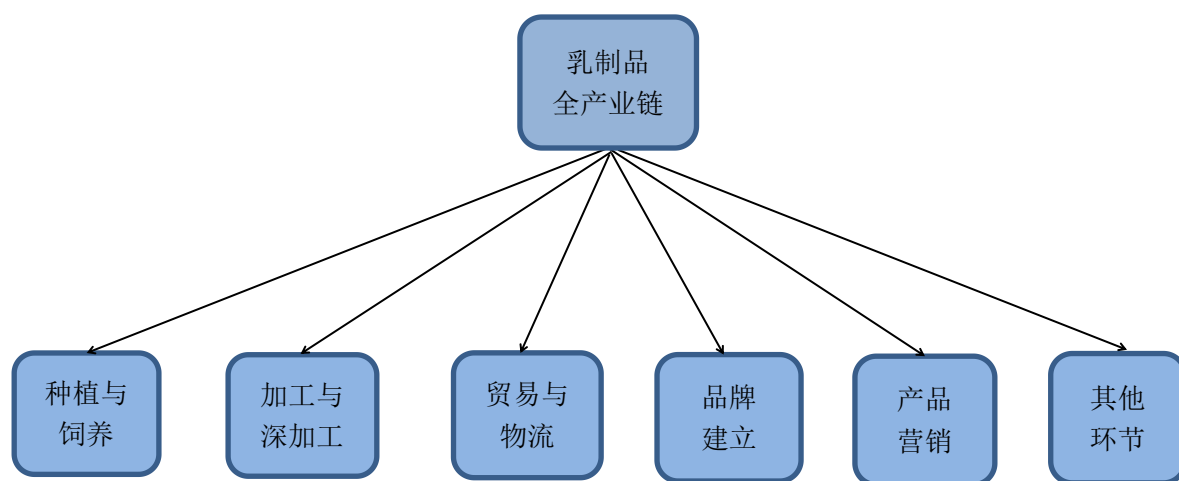 乳制品
全产业链
种植与
饲养
加工与
深加工
贸易与
物流
品牌
建立
产品
营销
其他
环节